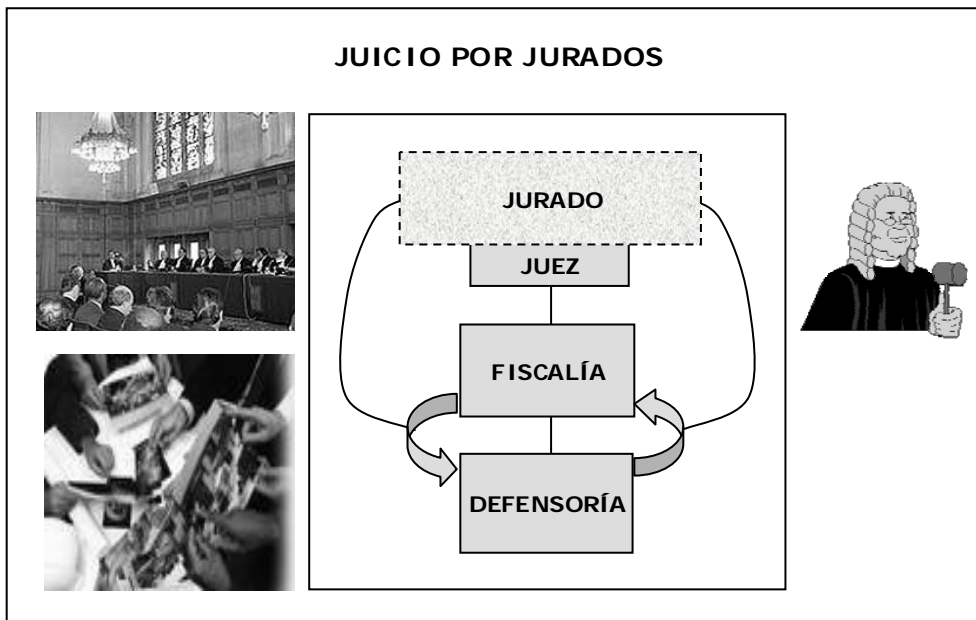 JUICIO POR JURADOS
JURADO
JUEZ
FISCALÍA
DEFENSORÍA